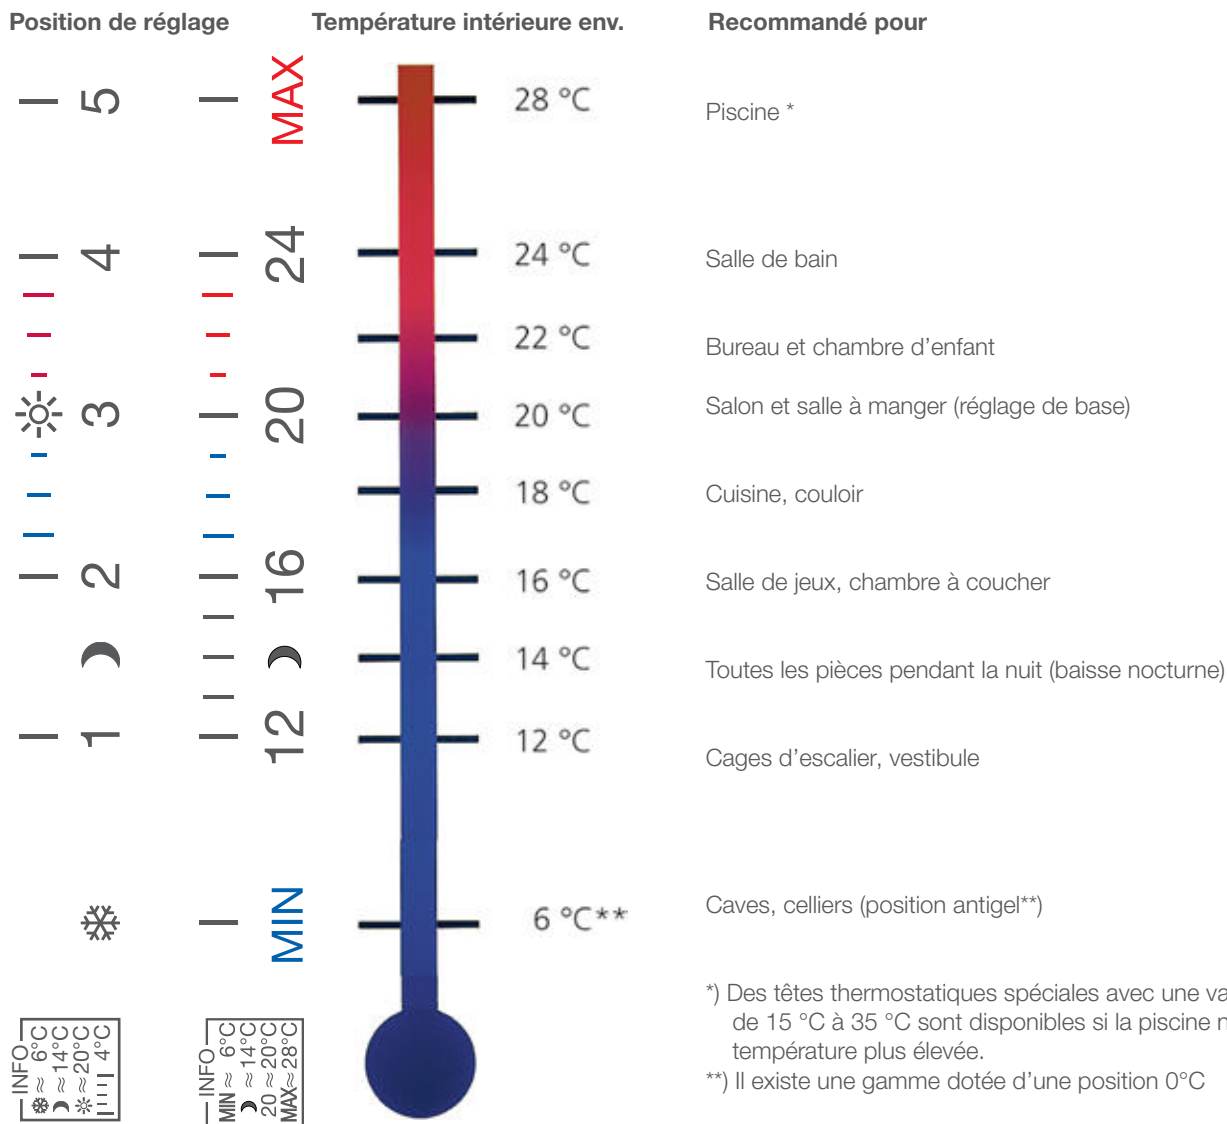 Position de réglage Température intérieure env. Recommandé pour
5 MAX 28 °C Piscine *
4 24 24 °C Salle de bain
22 °C Bureau et chambre d'enfant
3 20 20 °C Salon et salle à manger (réglage de base)
18 °C Cuisine, couloir
2 16 16 °C Salle de jeux, chambre à coucher
14 °C Toutes les pièces pendant la nuit (baisse nocturne)
1 12 12 °C Cages d'escalier, vestibule
MIN 6 °C** Caves, celliers (position antigel**)
*) Des têtes thermostatiques spéciales avec une
de 15 °C à 35 °C sont disponibles si la piscine
température plus élevée.
**) Il existe une gamme dotée d'une position 0°C
INFO
≈ 6°C
≈ 14°C
≈ 20°C
4°C
INFO
MIN ≈ 6°C
≈ 14°C
20 ≈ 20°C
MAX≈ 28°C